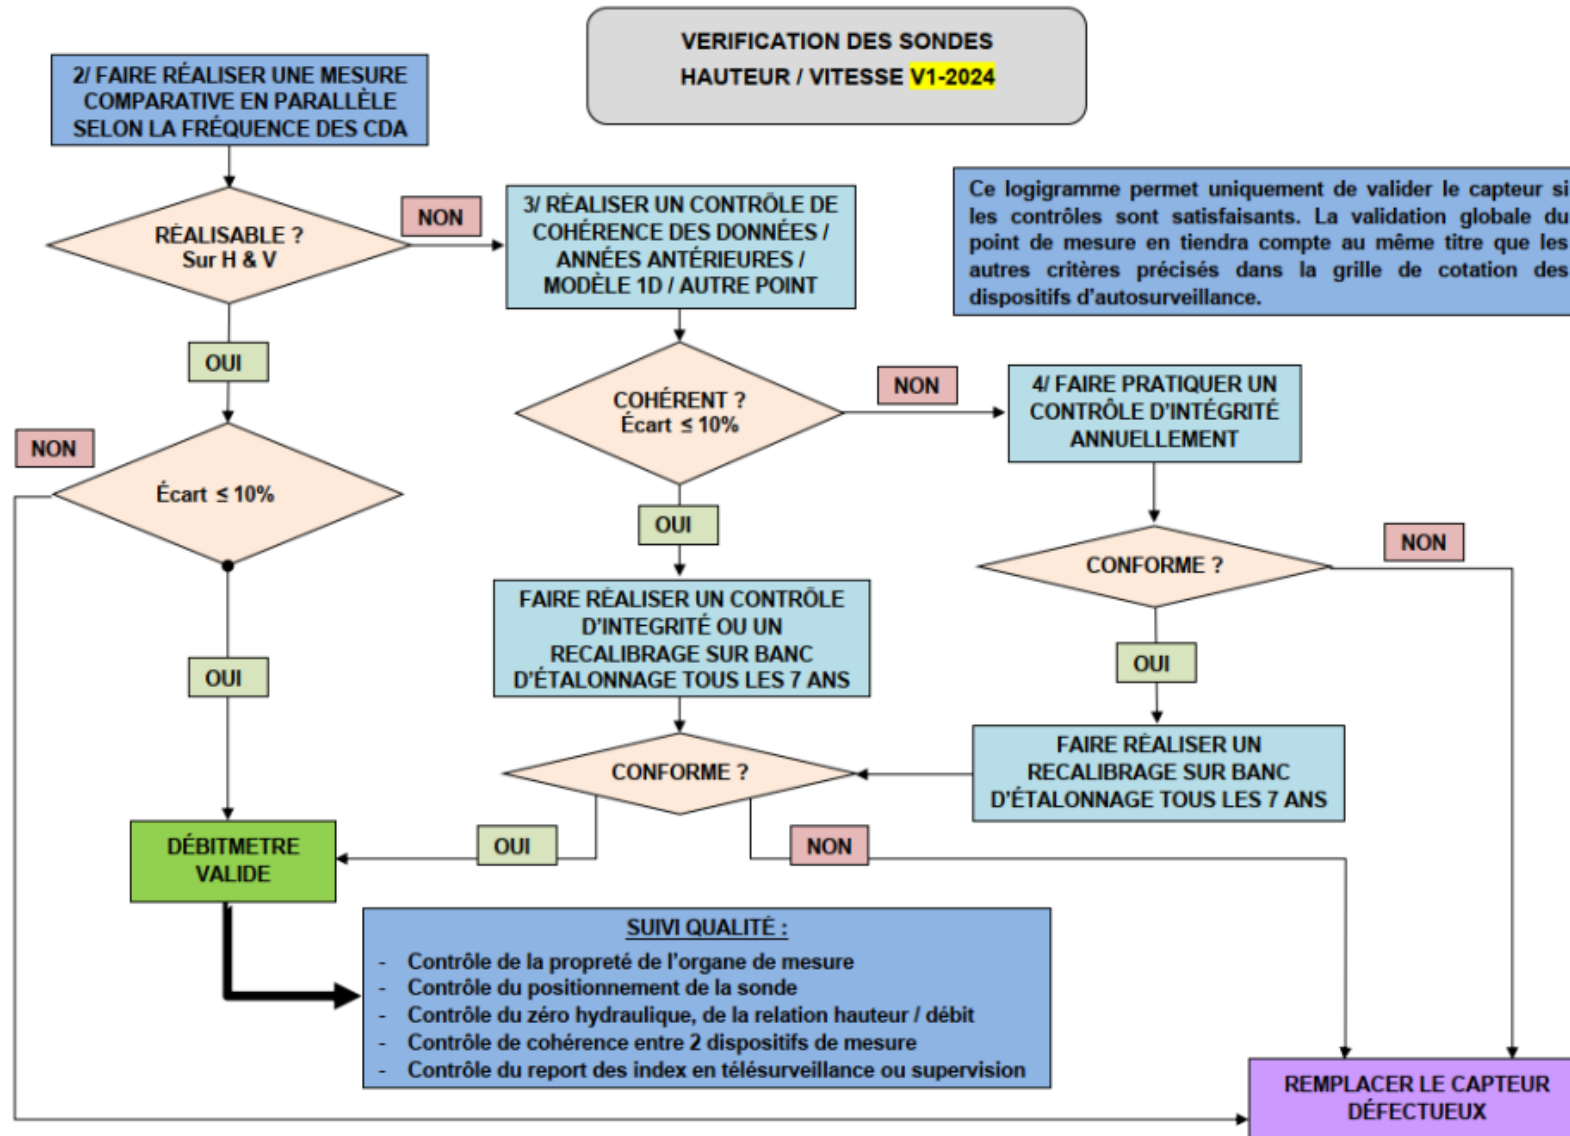 VERIFICATION DES SONDES
HAUTEUR / VITESSE V1-2024
2/ FAIRE RÉALISER UNE MESURE
COMPARATIVE EN PARALLÈLE
SELON LA FRÉQUENCE DES CDA
Ce logigramme permet uniquement de valider le capteur si
les contrôles sont satisfaisants. La validation globale du
point de mesure en tiendra compte au même titre que les
autres critères précisés dans la grille de cotation des
dispositifs d'autosurveillance.
RÉALISABLE ?
Sur H & V
NON
3/ RÉALISER UN CONTRÔLE DE
COHÉRENCE DES DONNÉES /
ANNÉES ANTÉRIEURES /
MODÈLE 1D / AUTRE POINT
OUI
COHÉRENT ?
Écart ≤ 10%
NON
4/ FAIRE PRATIQUER UN
CONTRÔLE D'INTÉGRITÉ
ANNUELLEMENT
NON
Écart ≤ 10%
OUI
CONFORME ?
NON
FAIRE RÉALISER UN CONTRÔLE
D'INTEGRITÉ OU UN
RECALIBRAGE SUR BANC
D'ÉTALONNAGE TOUS LES 7 ANS
OUI
OUI
CONFORME ?
FAIRE RÉALISER UN
RECALIBRAGE SUR BANC
D'ÉTALONNAGE TOUS LES 7 ANS
OUI
NON
DÉBITMETRE
VALIDE
SUIVI QUALITÉ :
- Contrôle de la propreté de l'organe de mesure
- Contrôle du positionnement de la sonde
- Contrôle du zéro hydraulique, de la relation hauteur / débit
- Contrôle de cohérence entre 2 dispositifs de mesure
- Contrôle du report des index en télésurveillance ou supervision
REMPLACER LE CAPTEUR
DÉFECTUEUX